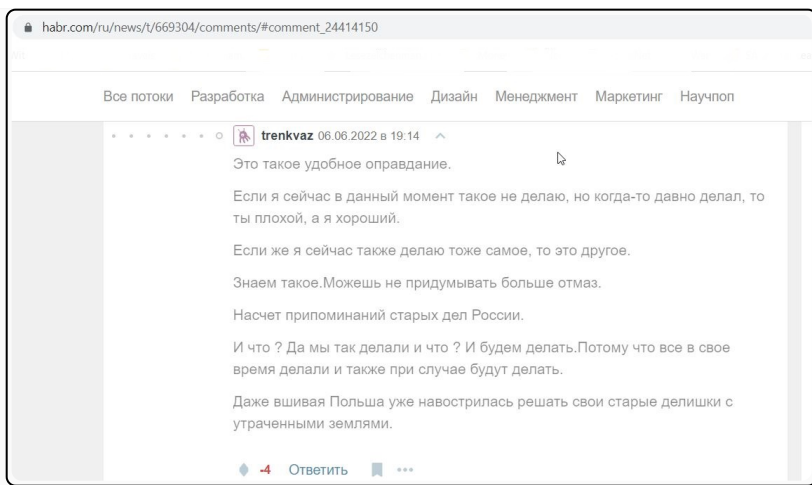 habr.com/ru/news/t/669304/comments/#comment_24414150
Все потоки Разработка Администрирование Дизайн Менеджмент Маркетинг Научпоп
trenkvaz 06.06.2022 в 19:14
Это такое удобное оправдание.
Если я сейчас в данный момент такое не делаю, но когда-то давно делал, то
ты плохой, а я хороший.
Если же я сейчас также делаю тоже самое, то это другое.
Знаем такое.Можешь не придумывать больше отмаз.
Насчет припоминаний старых дел России.
И что ? Да мы так делали и что ? И будем делать.Потому что все в свое
время делали и также при случае будут делать.
Даже вшивая Польша уже навострилась решать свои старые делишки с
утраченными землями.
-4 Ответить